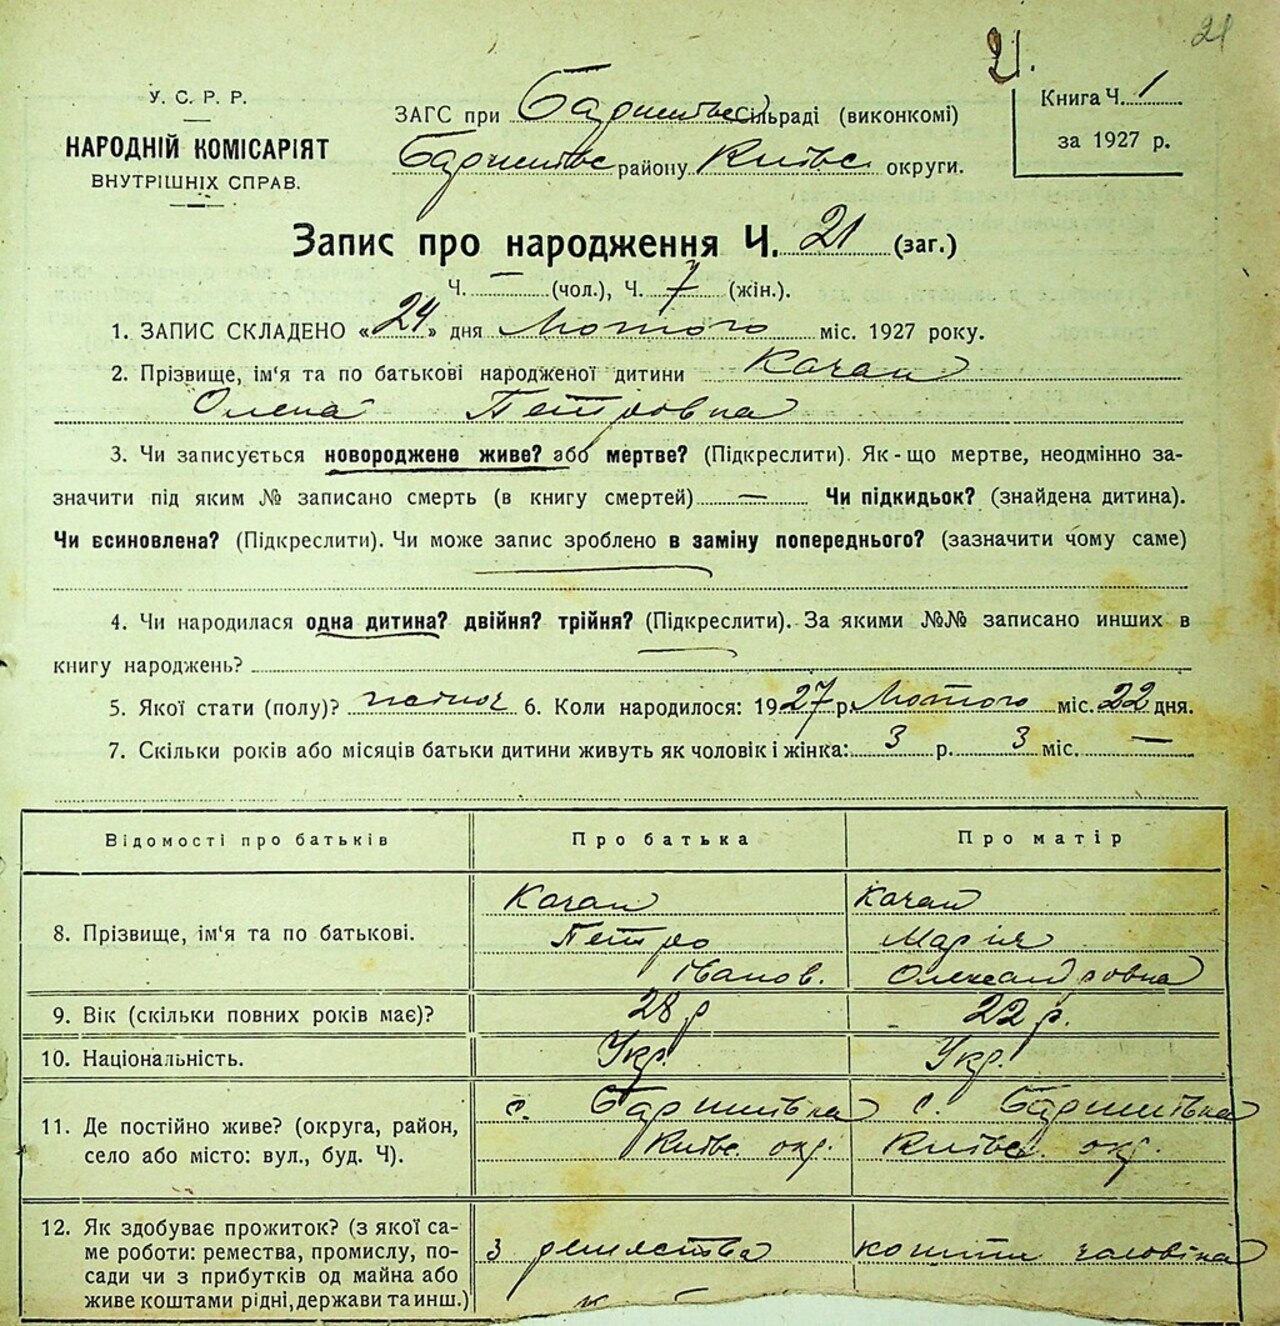 21
21.
У. С. Р. Р.
НАРОДНІЙ КОМІСАРІЯТ
ВНУТРІШНІХ СПРАВ.
ЗАГС при Баришівс Сільраді (виконкомі)
Баришівс району Київс. округи.
Книга Ч. 1
за 1927 р.
Запис про народження Ч. 21 (заг.)
Ч. — (чол.), Ч. 7 (жін.).
1. ЗАПИС СКЛАДЕНО «24» дня Лютого міс. 1927 року.
2. Прізвище, ім'я та по батькові народженої дитини Качан
Олена Петровна
3. Чи записується новороджене живе? або мертве? (Підкреслити). Як-що мертве, неодмінно за-
значити під яким № записано смерть (в книгу смертей) — Чи підкидьок? (знайдена дитина).
Чи всиновлена? (Підкреслити). Чи може запис зроблено в заміну попереднього? (зазначити чому саме)
4. Чи народилася одна дитина? двійня? трійня? (Підкреслити). За якими №№ записано инших в
книгу народжень?
5. Якої стати (полу)? жіноч 6. Коли народилося: 1927 р. Лютого міс. 22 дня.
7. Скільки років або місяців батьки дитини живуть як чоловік і жінка: 3 р. 3 міс. —
Відомості про батьків Про батька Про матір
8. Прізвище, ім'я та по батькові. Качан Качан
Петро Марія
Іванов. Олександровна
9. Вік (скільки повних років має)? 28 р 22 р.
10. Національність. Укр. Укр.
11. Де постійно живе? (округа, район, с. Баришівка с. Баришівка
село або місто: вул., буд. Ч). Київс. окр. Київс. окр.
12. Як здобуває прожиток? (з якої са-
ме роботи: ремества, промислу, по- з ремества кошти чоловіка
сади чи з прибутків од майна або
живе коштами рідні, держави та инш.)